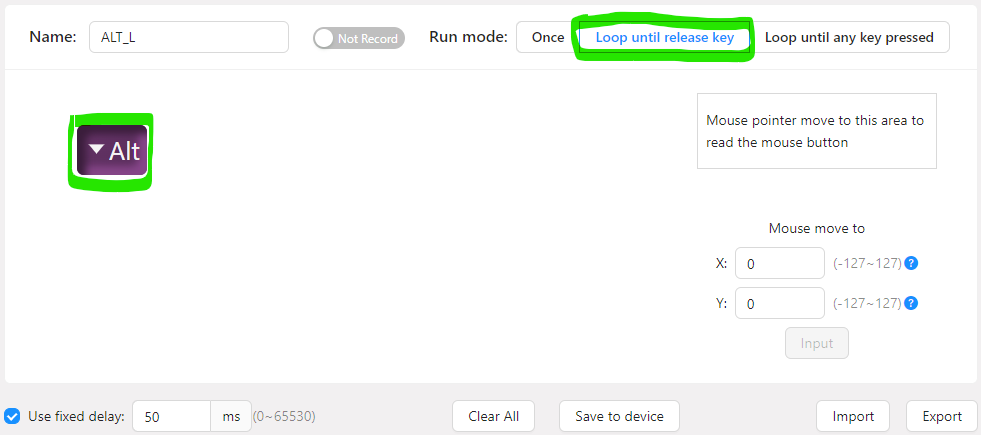 Name: ALT_L Not Record Run mode: Once Loop until release key Loop until any key pressed
Alt
Mouse pointer move to this area to
read the mouse button
Mouse move to
X: 0 (-127~127) ?
Y: 0 (-127~127) ?
Input
Use fixed delay: 50 ms (0~65530) Clear All Save to device Import Export